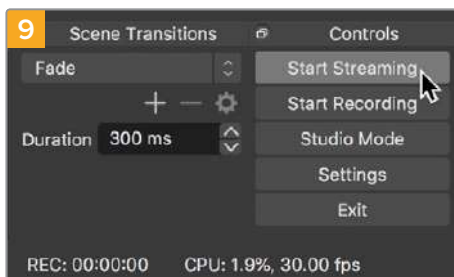 9
Scene Transitions
Controls
Fade
Start Streaming
Start Recording
Duration 300 ms
Studio Mode
Settings
Exit
REC: 00:00:00 CPU: 1.9%, 30.00 fps